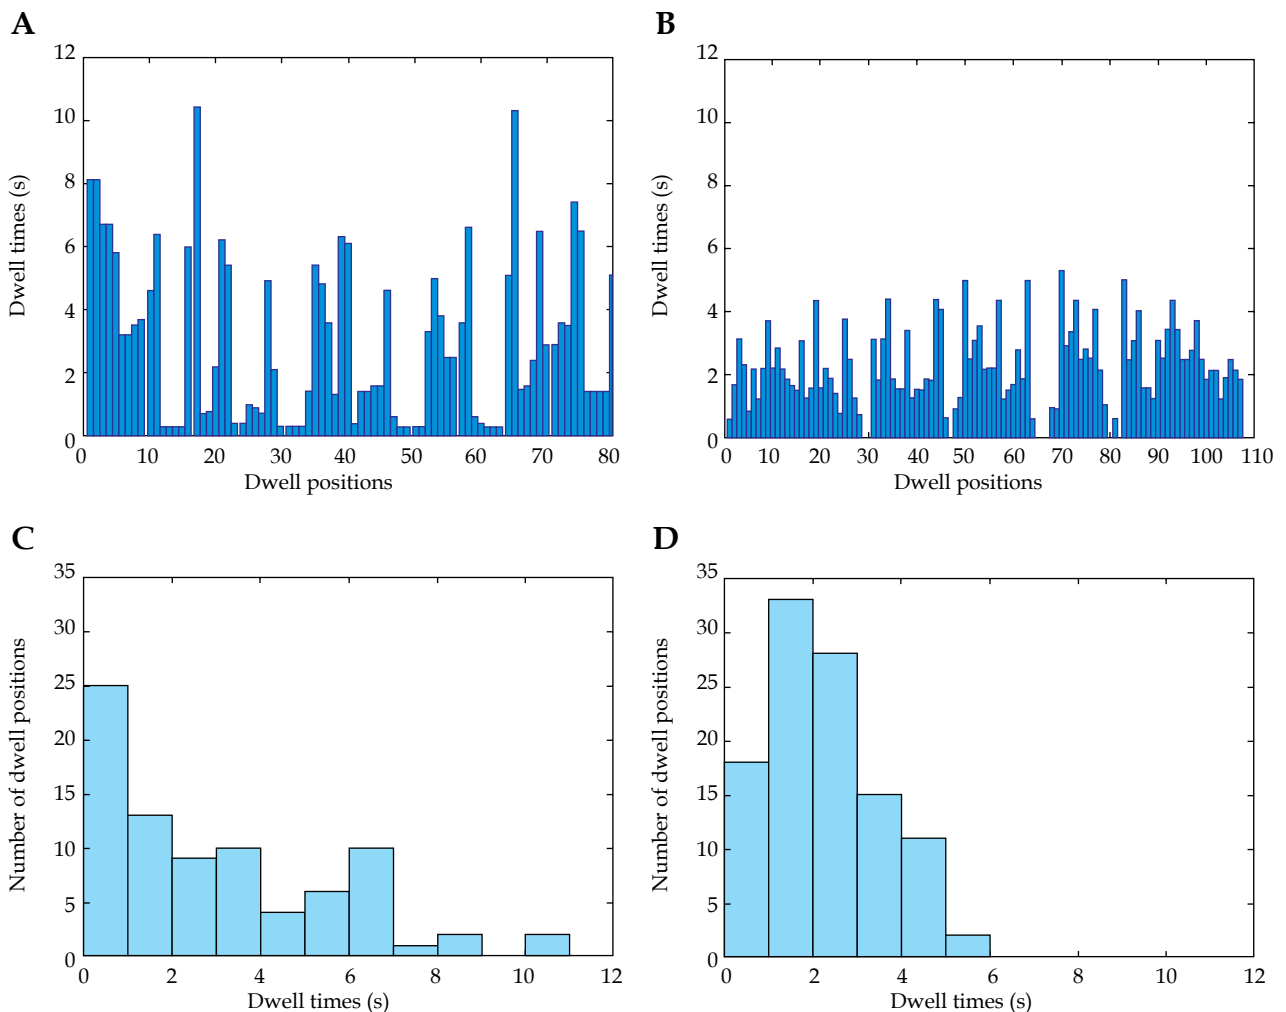 A
12
10
8
6
4
2
0
Dwell times (s)
0 10 20 30 40 50 60 70 80
Dwell positions
B
12
10
8
6
4
2
0
Dwell times (s)
0 10 20 30 40 50 60 70 80 90 100 110
Dwell positions
C
35
30
25
20
15
10
5
0
Number of dwell positions
0 2 4 6 8 10 12
Dwell times (s)
D
35
30
25
20
15
10
5
0
Number of dwell positions
0 2 4 6 8 10 12
Dwell times (s)